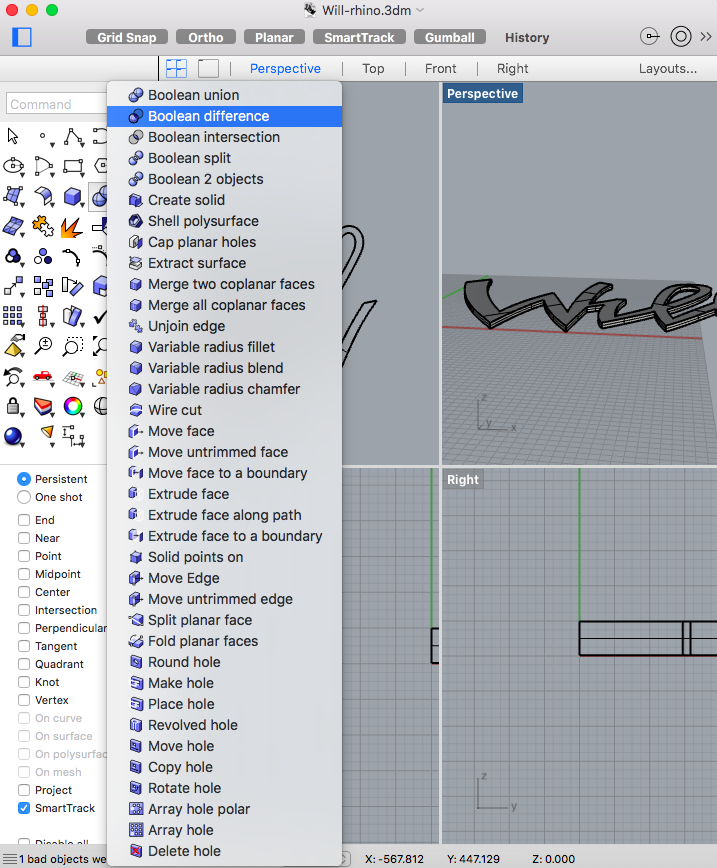 Will-rhino.3dm
Grid Snap
Ortho
Planar
SmartTrack
Gumball
History
Perspective
Top
Front
Right
Layouts...
Command
Boolean union
Boolean difference
Boolean intersection
Boolean split
Boolean 2 objects
Create solid
Shell polysurface
Cap planar holes
Extract surface
Merge two coplanar faces
Merge all coplanar faces
Unjoin edge
Variable radius fillet
Variable radius blend
Variable radius chamfer
Wire cut
Move face
Move untrimmed face
Move face to a boundary
Extrude face
Extrude face along path
Extrude face to a boundary
Solid points on
Move Edge
Move untrimmed edge
Split planar face
Fold planar faces
Round hole
Make hole
Place hole
Revolved hole
Move hole
Copy hole
Rotate hole
Array hole polar
Array hole
Delete hole
Perspective
z
y
x
Right
z
y
Persistent
One shot
End
Near
Point
Midpoint
Center
Intersection
Perpendicular
Tangent
Quadrant
Knot
Vertex
On curve
On surface
On polysurfac
On mesh
Project
SmartTrack
Disable all
1 bad objects we
X: -567.812
Y: 447.129
Z: 0.000